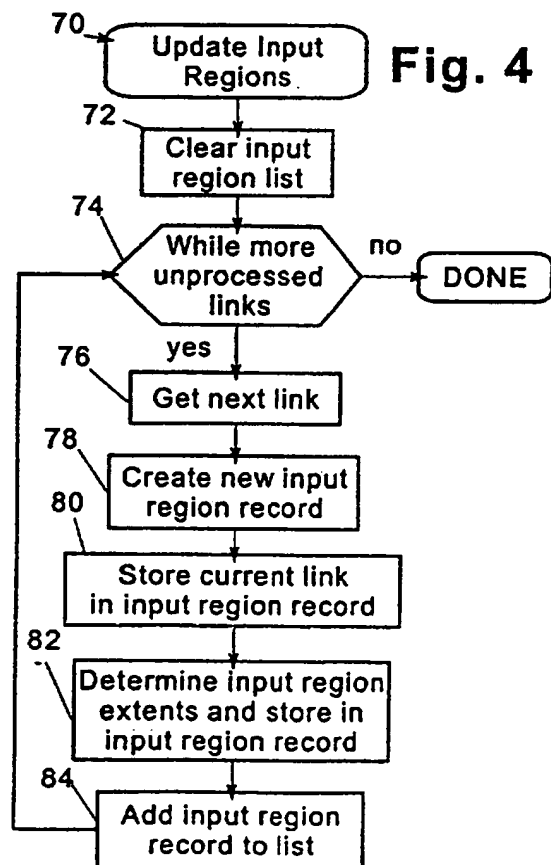 70
Update Input
Regions
Fig. 4
72
Clear input
region list
74
While more
unprocessed
links
no
DONE
yes
76
Get next link
78
Create new input
region record
80
Store current link
in input region record
82
Determine input region
extents and store in
input region record
84
Add input region
record to list